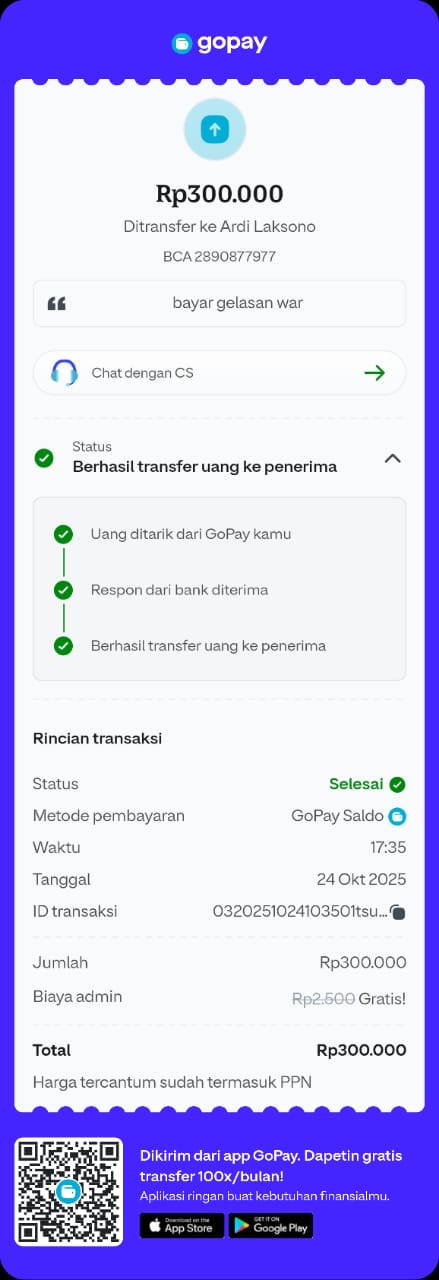 gopay
Rp300.000
Ditransfer ke Ardi Laksono
BCA 2890877977
bayar gelasan war
Chat dengan CS
Status
Berhasil transfer uang ke penerima
Uang ditarik dari GoPay kamu
Respon dari bank diterima
Berhasil transfer uang ke penerima
Rincian transaksi
Status Selesai
Metode pembayaran GoPay Saldo
Waktu 17:35
Tanggal 24 Okt 2025
ID transaksi 0320251024103501tsu...
Jumlah Rp300.000
Biaya admin Rp2.500 Gratis!
Total Rp300.000
Harga tercantum sudah termasuk PPN
Dikirim dari app GoPay. Dapetin gratis
transfer 100x/bulan!
Aplikasi ringan buat kebutuhan finansialmu.
Download on the App Store
GET IT ON Google Play